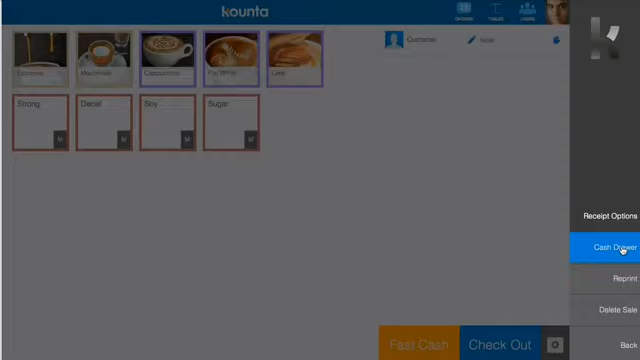 kounta
TABLES
USERS
Espresso
Macchiato
Cappuccino
Flat White
Latte
Customer
Note
Strong
Decaf
Soy
Sugar
Receipt Options
Cash Drawer
Reprint
Delete Sale
Back
Fast Cash
Check Out